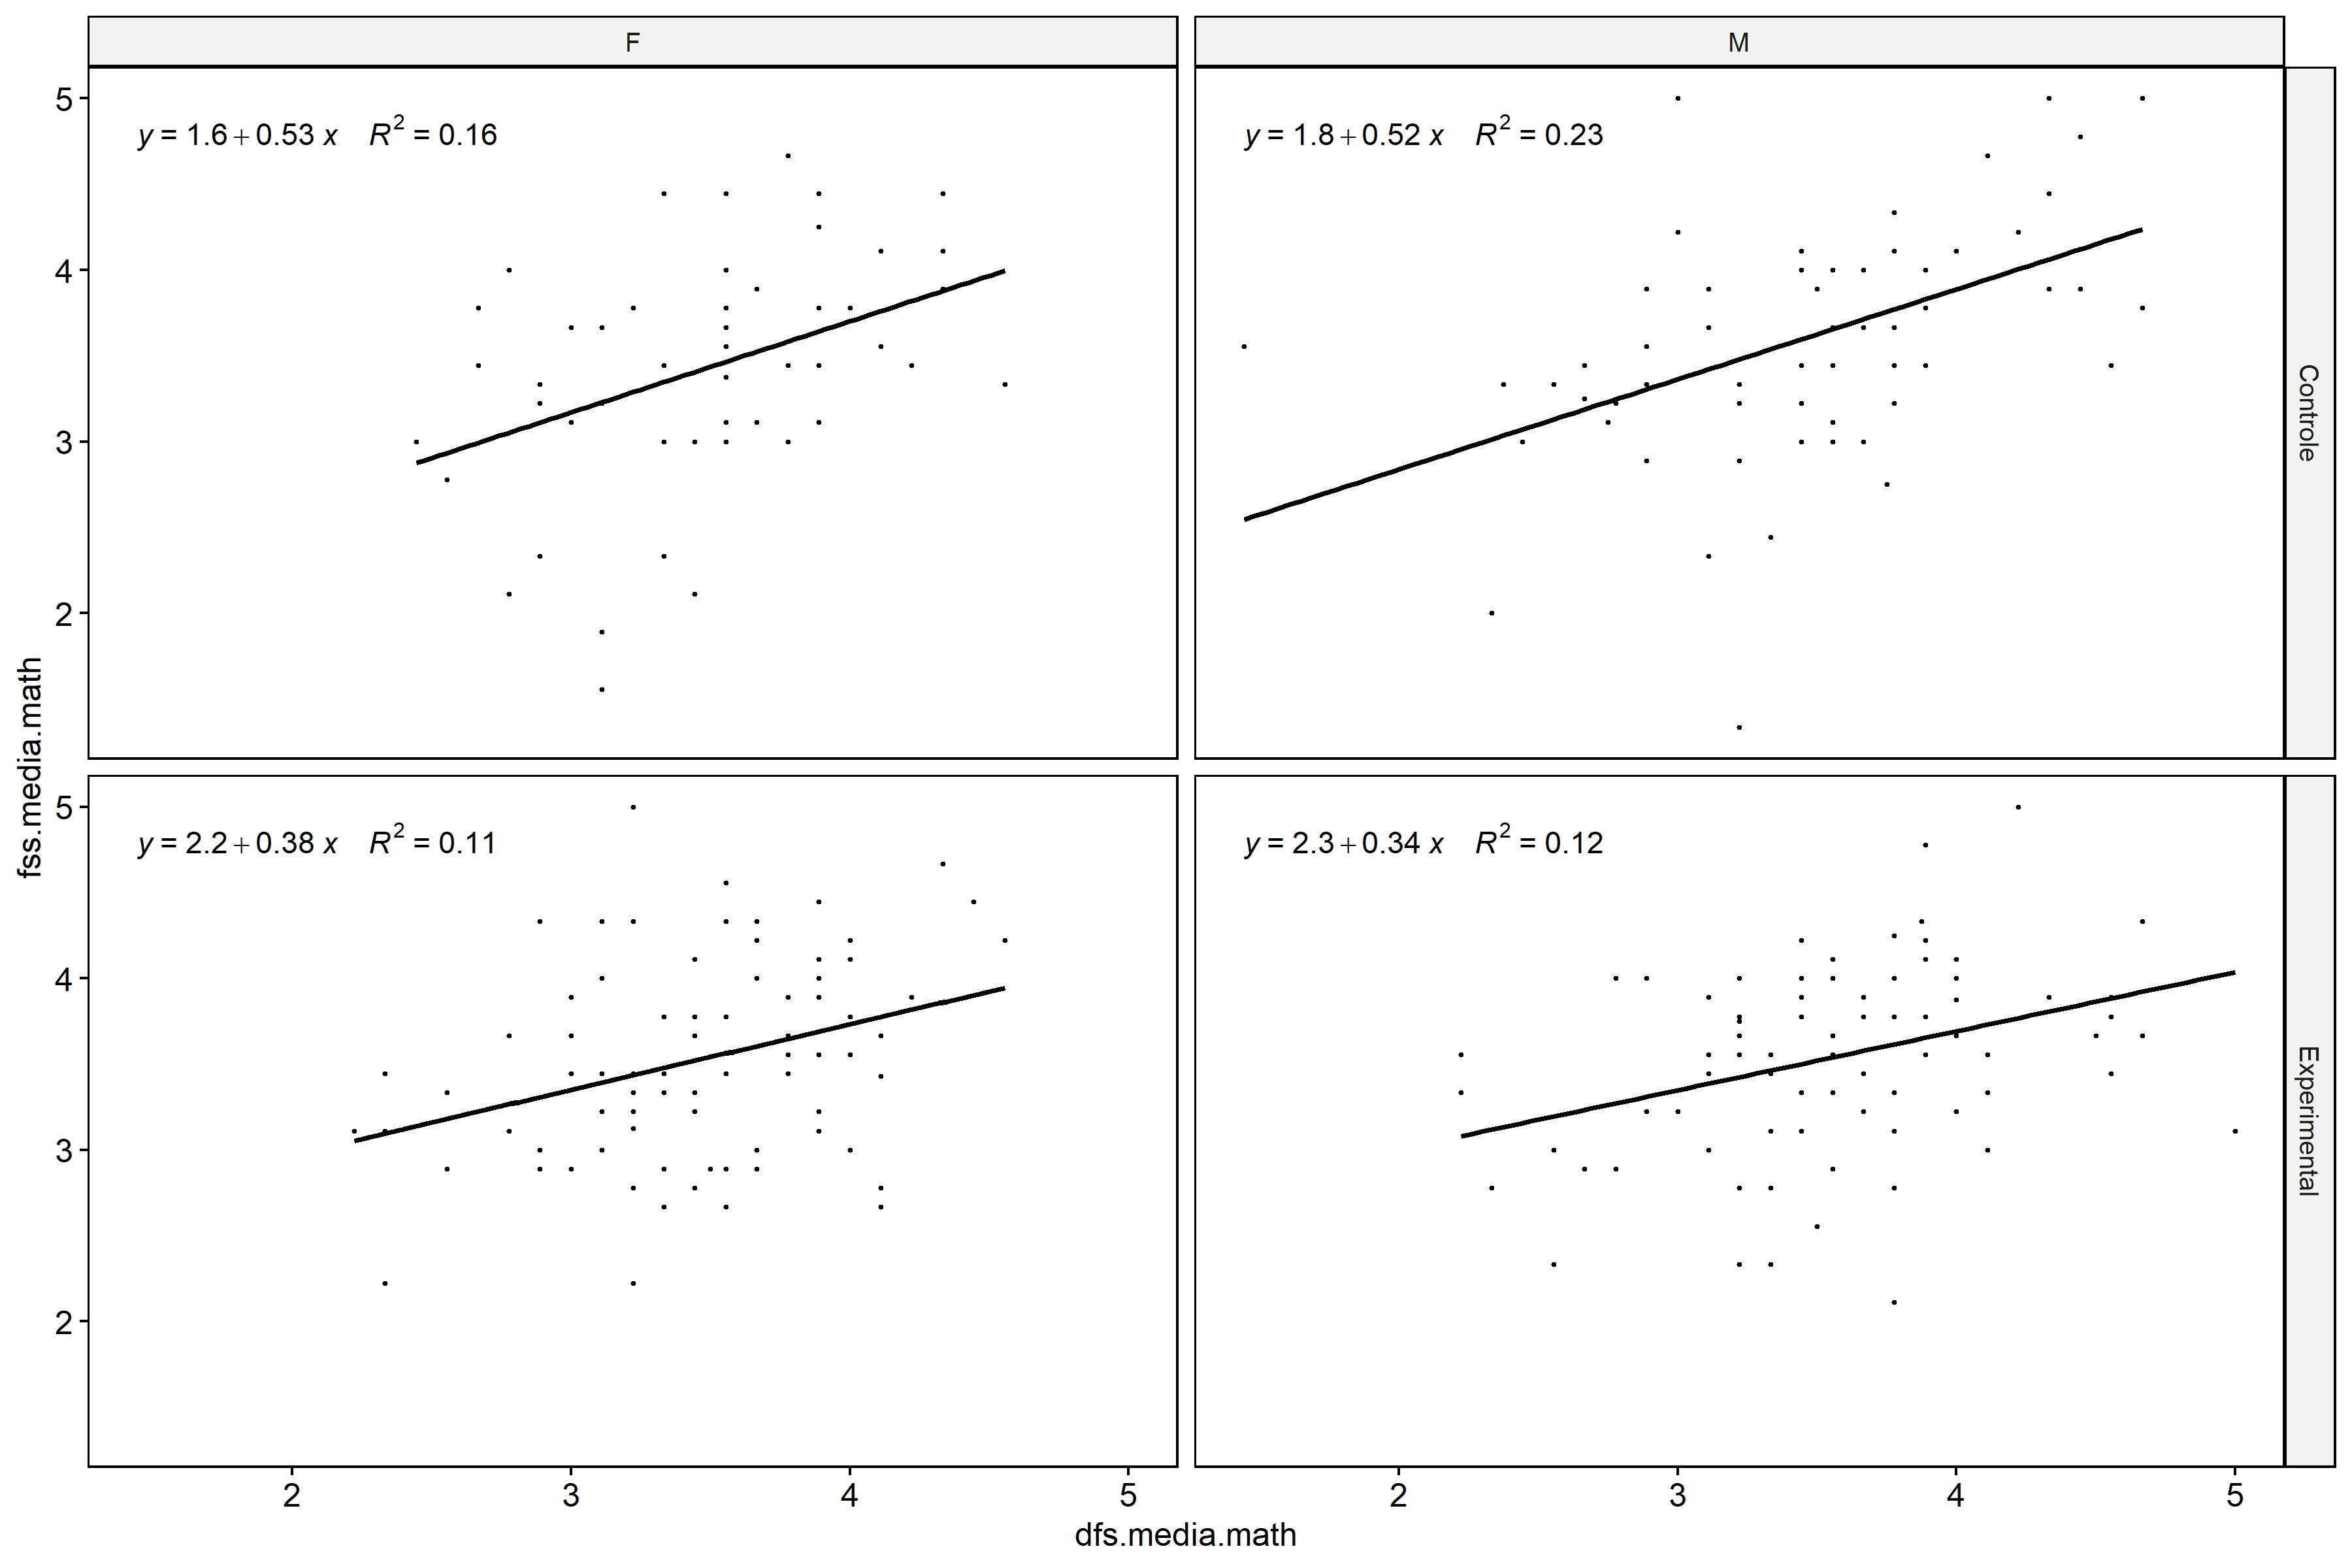 F
M
5
4
3
2
y = 1.6 + 0.53 x R² = 0.16
y = 1.8 + 0.52 x R² = 0.23
Controle
fss.media.math
5
4
3
2
y = 2.2 + 0.38 x R² = 0.11
y = 2.3 + 0.34 x R² = 0.12
Experimental
2 3 4 5
2 3 4 5
dfs.media.math